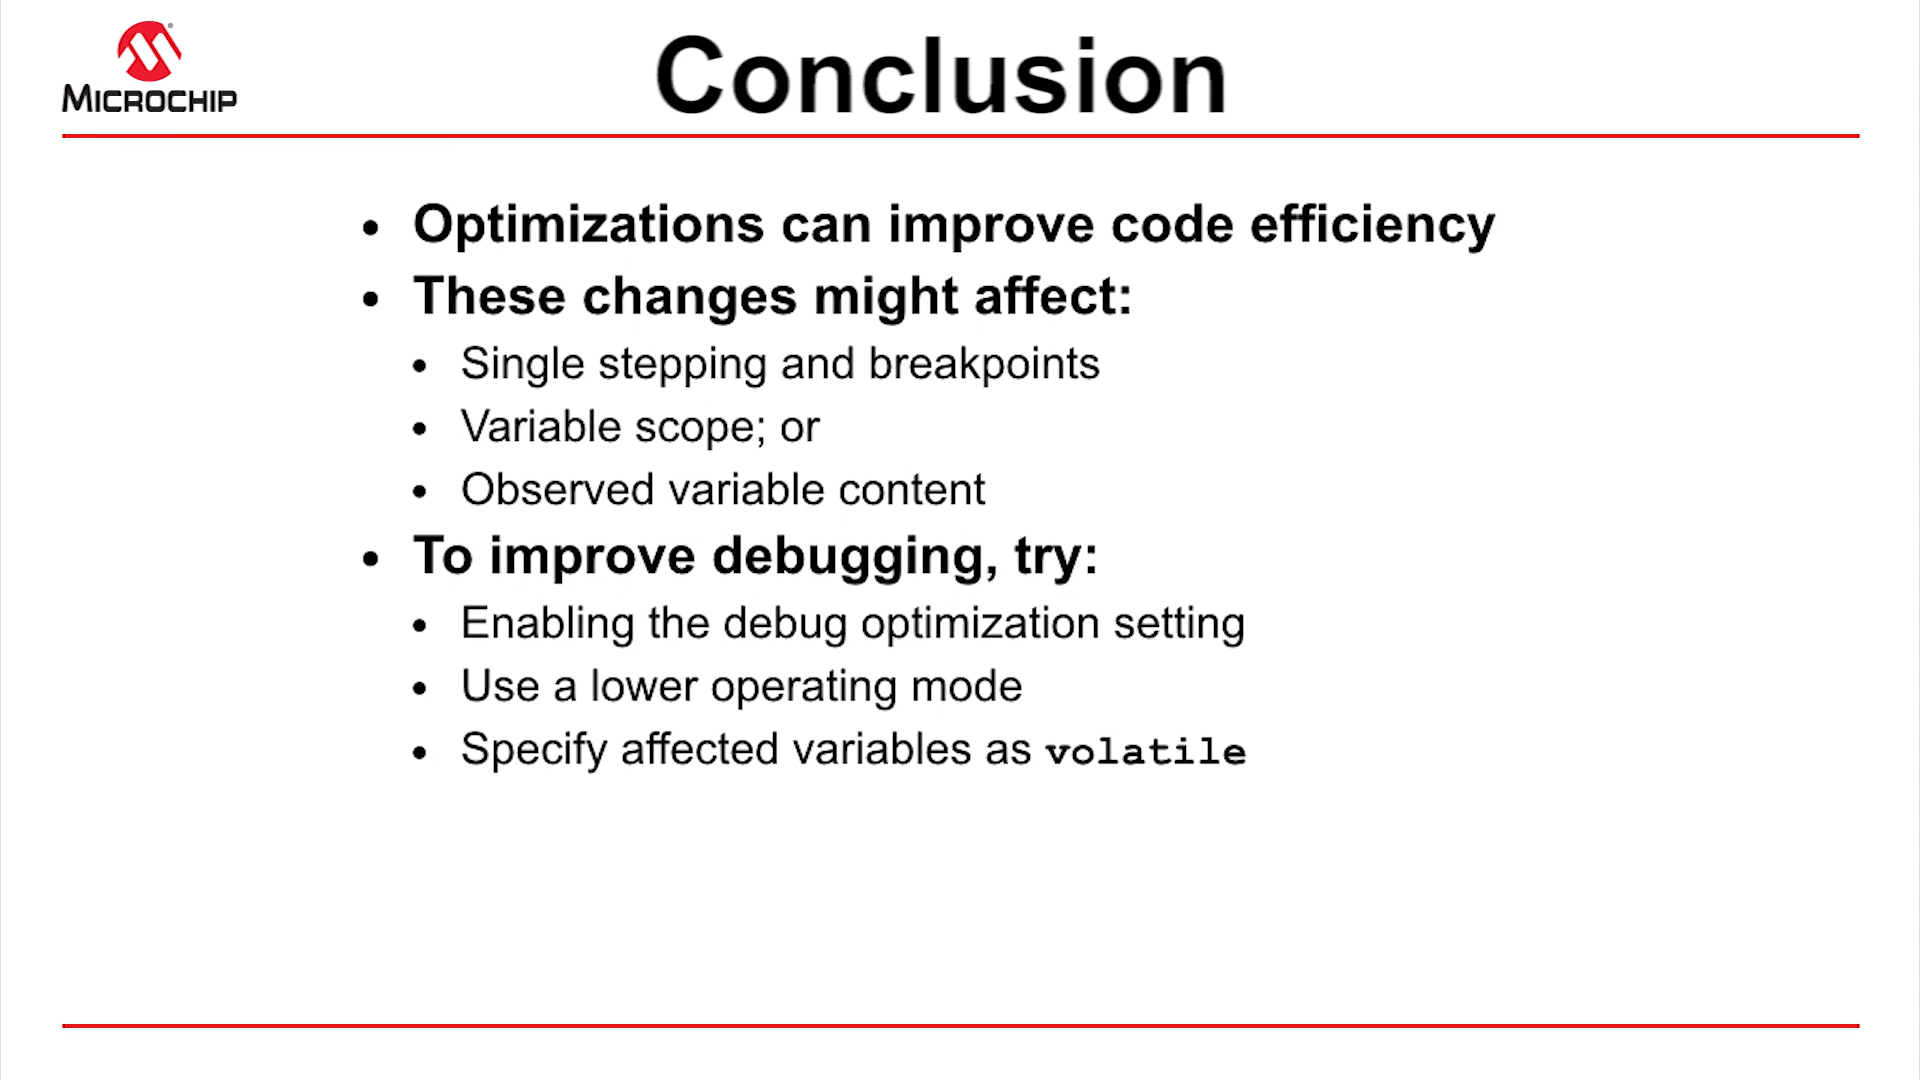 MICROCHIP
Conclusion
• Optimizations can improve code efficiency
• These changes might affect:
• Single stepping and breakpoints
• Variable scope; or
• Observed variable content
• To improve debugging, try:
• Enabling the debug optimization setting
• Use a lower operating mode
• Specify affected variables as volatile